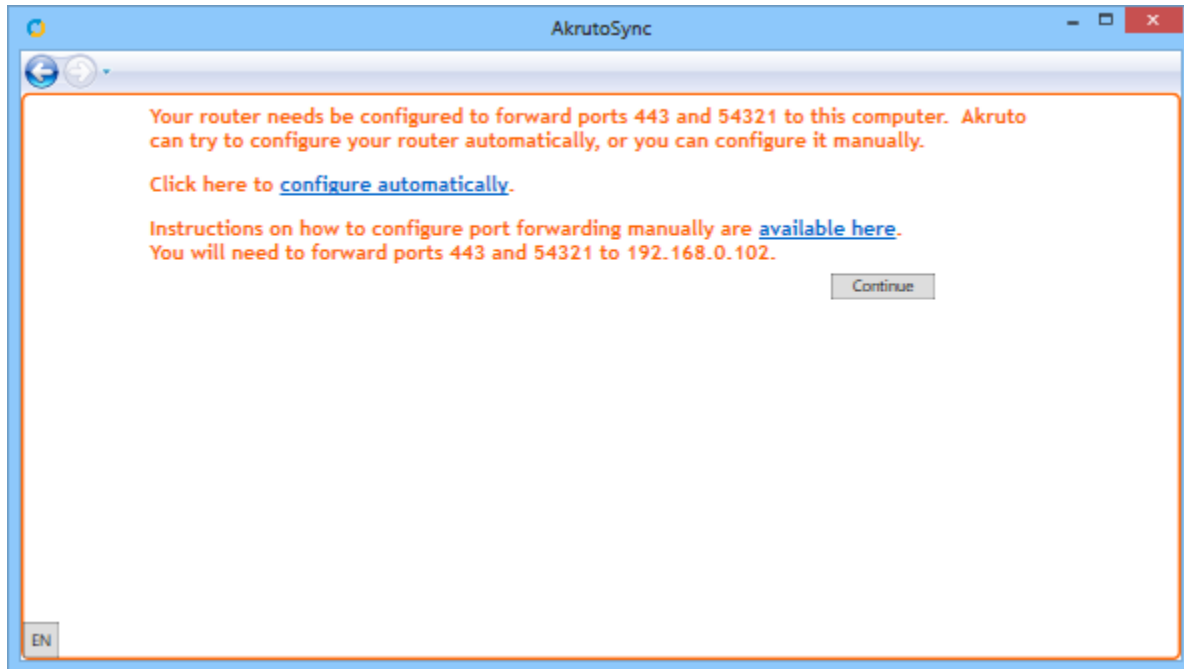 AkrutoSync
Your router needs be configured to forward ports 443 and 54321 to this computer.  Akruto
can try to configure your router automatically, or you can configure it manually.
Click here to configure automatically.
Instructions on how to configure port forwarding manually are available here.
You will need to forward ports 443 and 54321 to 192.168.0.102.
Continue
EN